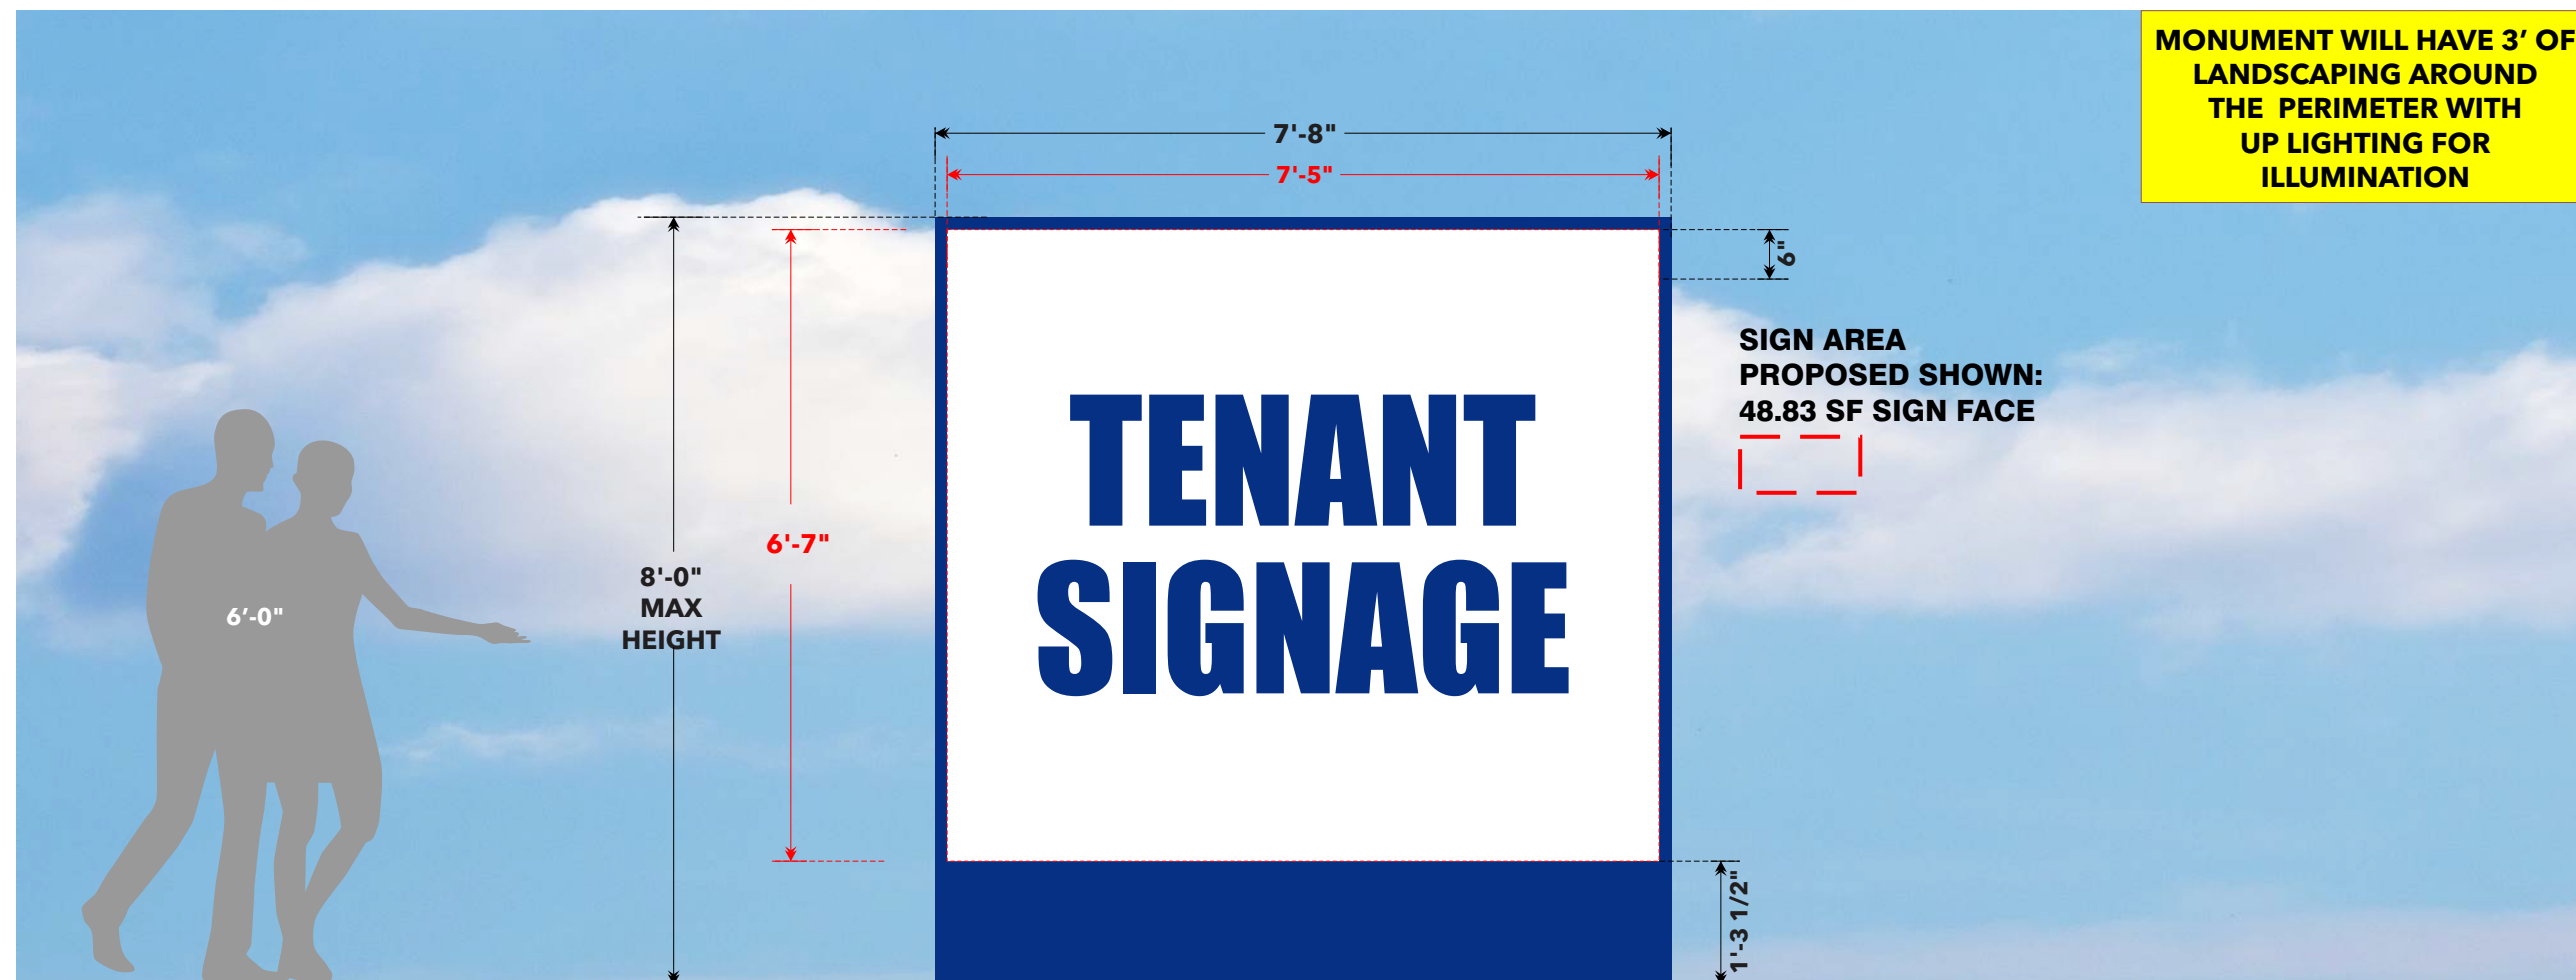 MONUMENT WILL HAVE 3’ OF
LANDSCAPING AROUND
THE PERIMETER WITH
UP LIGHTING FOR
ILLUMINATION
7'-8"
7'-5"
6"
SIGN AREA
PROPOSED SHOWN:
48.83 SF SIGN FACE
TENANT
SIGNAGE
6'-7"
8'-0"
MAX
HEIGHT
6’-0"
1'-3 1/2"